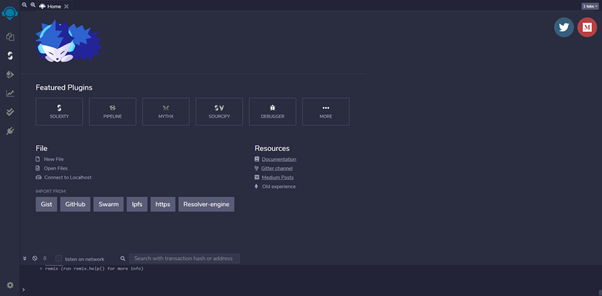 Home
2 tabs
Featured Plugins
SOLIDITY
PIPELINE
MYTHX
SOURCIFY
DEBUGGER
MORE
File
Resources
New File
Documentation
Open Files
Gitter channel
Connect to Localhost
Medium Posts
Old experience
IMPORT FROM:
Gist
GitHub
Swarm
Ipfs
https
Resolver-engine
listen on network
Search with transaction hash or address
remix (run remix.help() for more info)
>